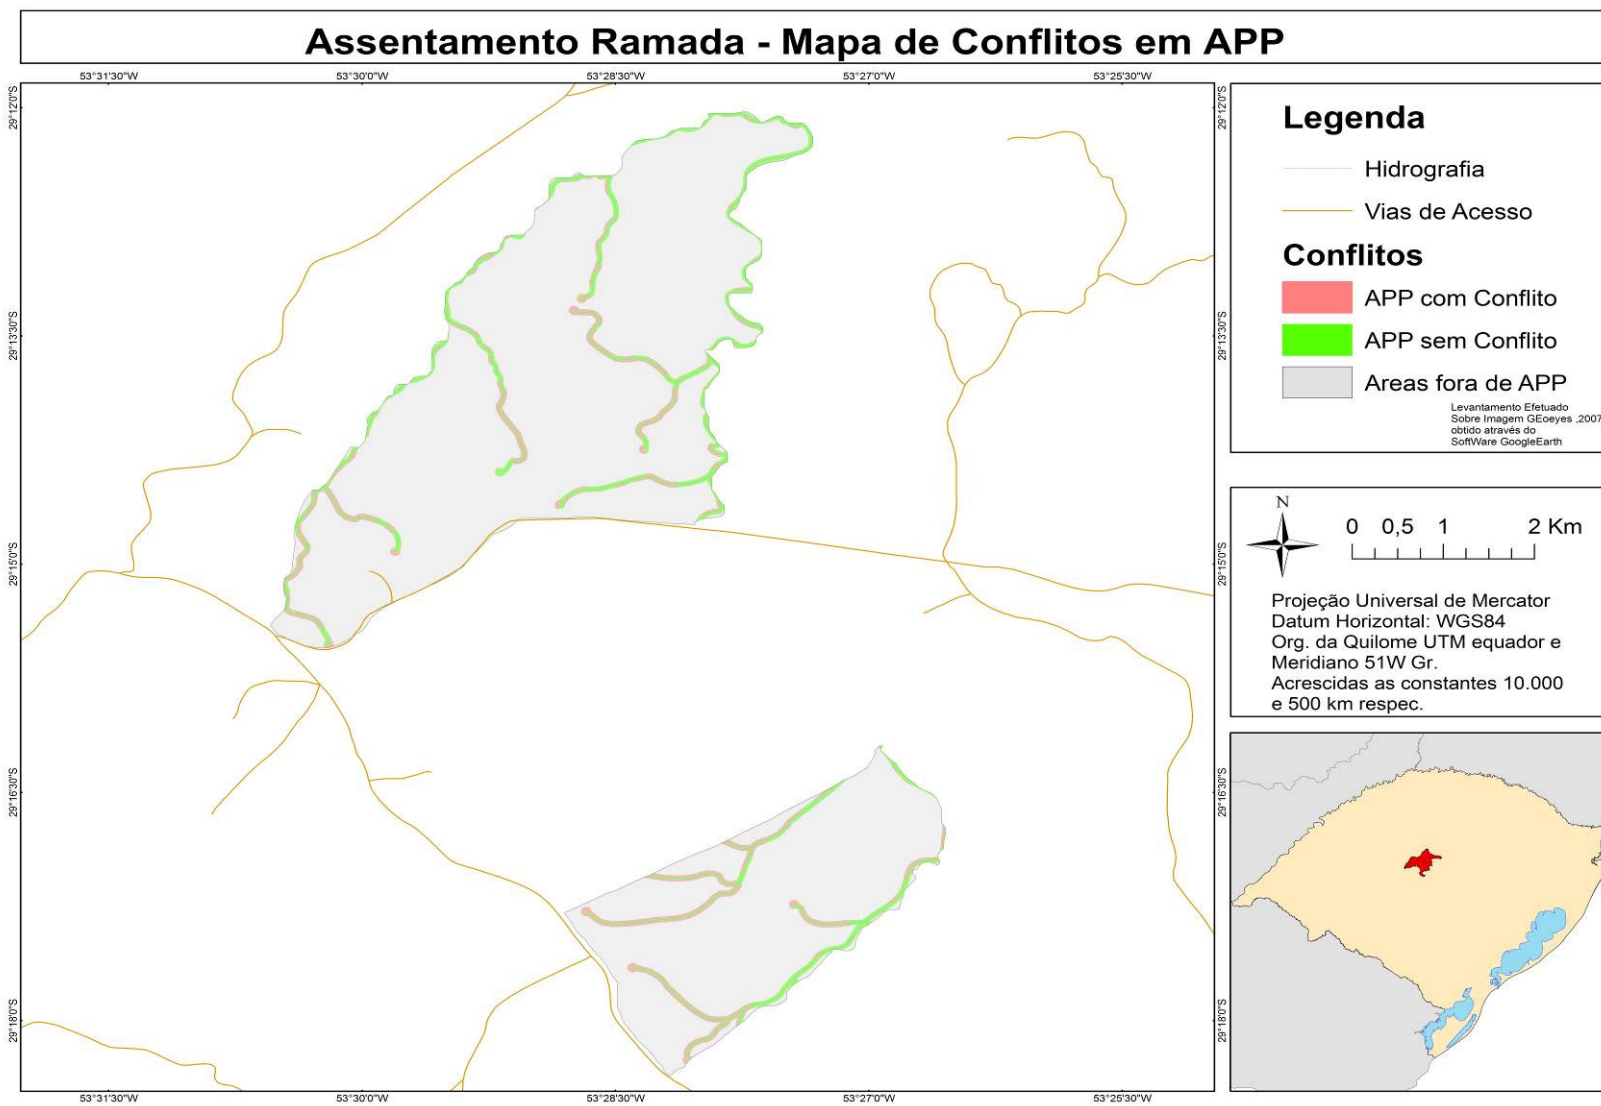 Assentamento Ramada - Mapa de Conflitos em APP
53°31'30"W 53°30'0"W 53°28'30"W 53°27'0"W 53°25'30"W
29°12'0"S 29°12'0"S
29°13'30"S 29°13'30"S
29°15'0"S 29°15'0"S
29°16'30"S 29°16'30"S
29°18'0"S 29°18'0"S
53°31'30"W 53°30'0"W 53°28'30"W 53°27'0"W 53°25'30"W
Legenda
Hidrografia
Vias de Acesso
Conflitos
APP com Conflito
APP sem Conflito
Areas fora de APP
Levantamento Efetuado
Sobre Imagem GEoeyes ,2007
obtido através do
SoftWare GoogleEarth
N
0 0,5 1 2 Km
Projeção Universal de Mercator
Datum Horizontal: WGS84
Org. da Quilome UTM equador e
Meridiano 51W Gr.
Acrescidas as constantes 10.000
e 500 km respec.